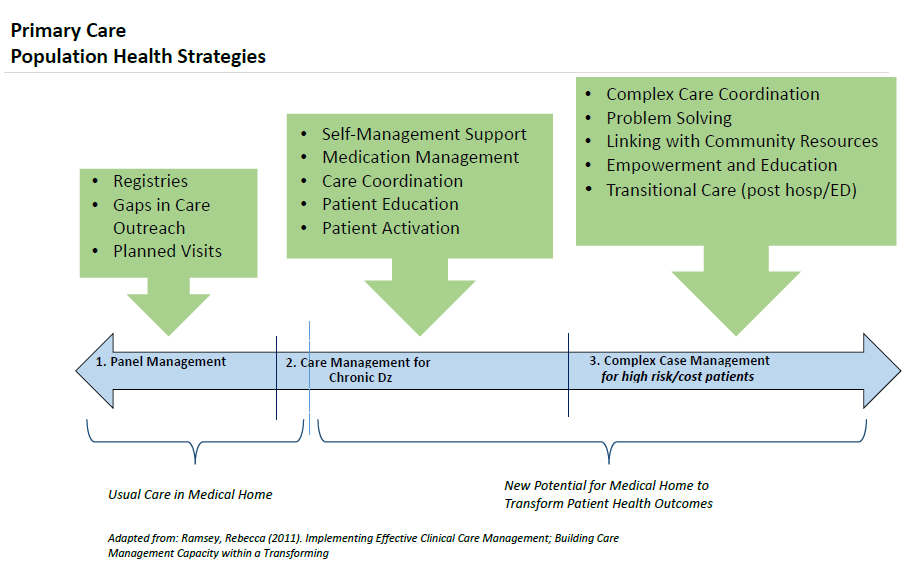 Primary Care
Population Health Strategies
• Complex Care Coordination
• Problem Solving
• Linking with Community Resources
• Empowerment and Education
• Transitional Care (post hosp/ED)
• Self-Management Support
• Medication Management
• Care Coordination
• Patient Education
• Patient Activation
• Registries
• Gaps in Care
Outreach
• Planned Visits
1. Panel Management
2. Care Management for
Chronic Dz
3. Complex Case Management
for high risk/cost patients
Usual Care in Medical Home
New Potential for Medical Home to
Transform Patient Health Outcomes
Adapted from: Ramsey, Rebecca (2011). Implementing Effective Clinical Care Management; Building Care
Management Capacity within a Transforming